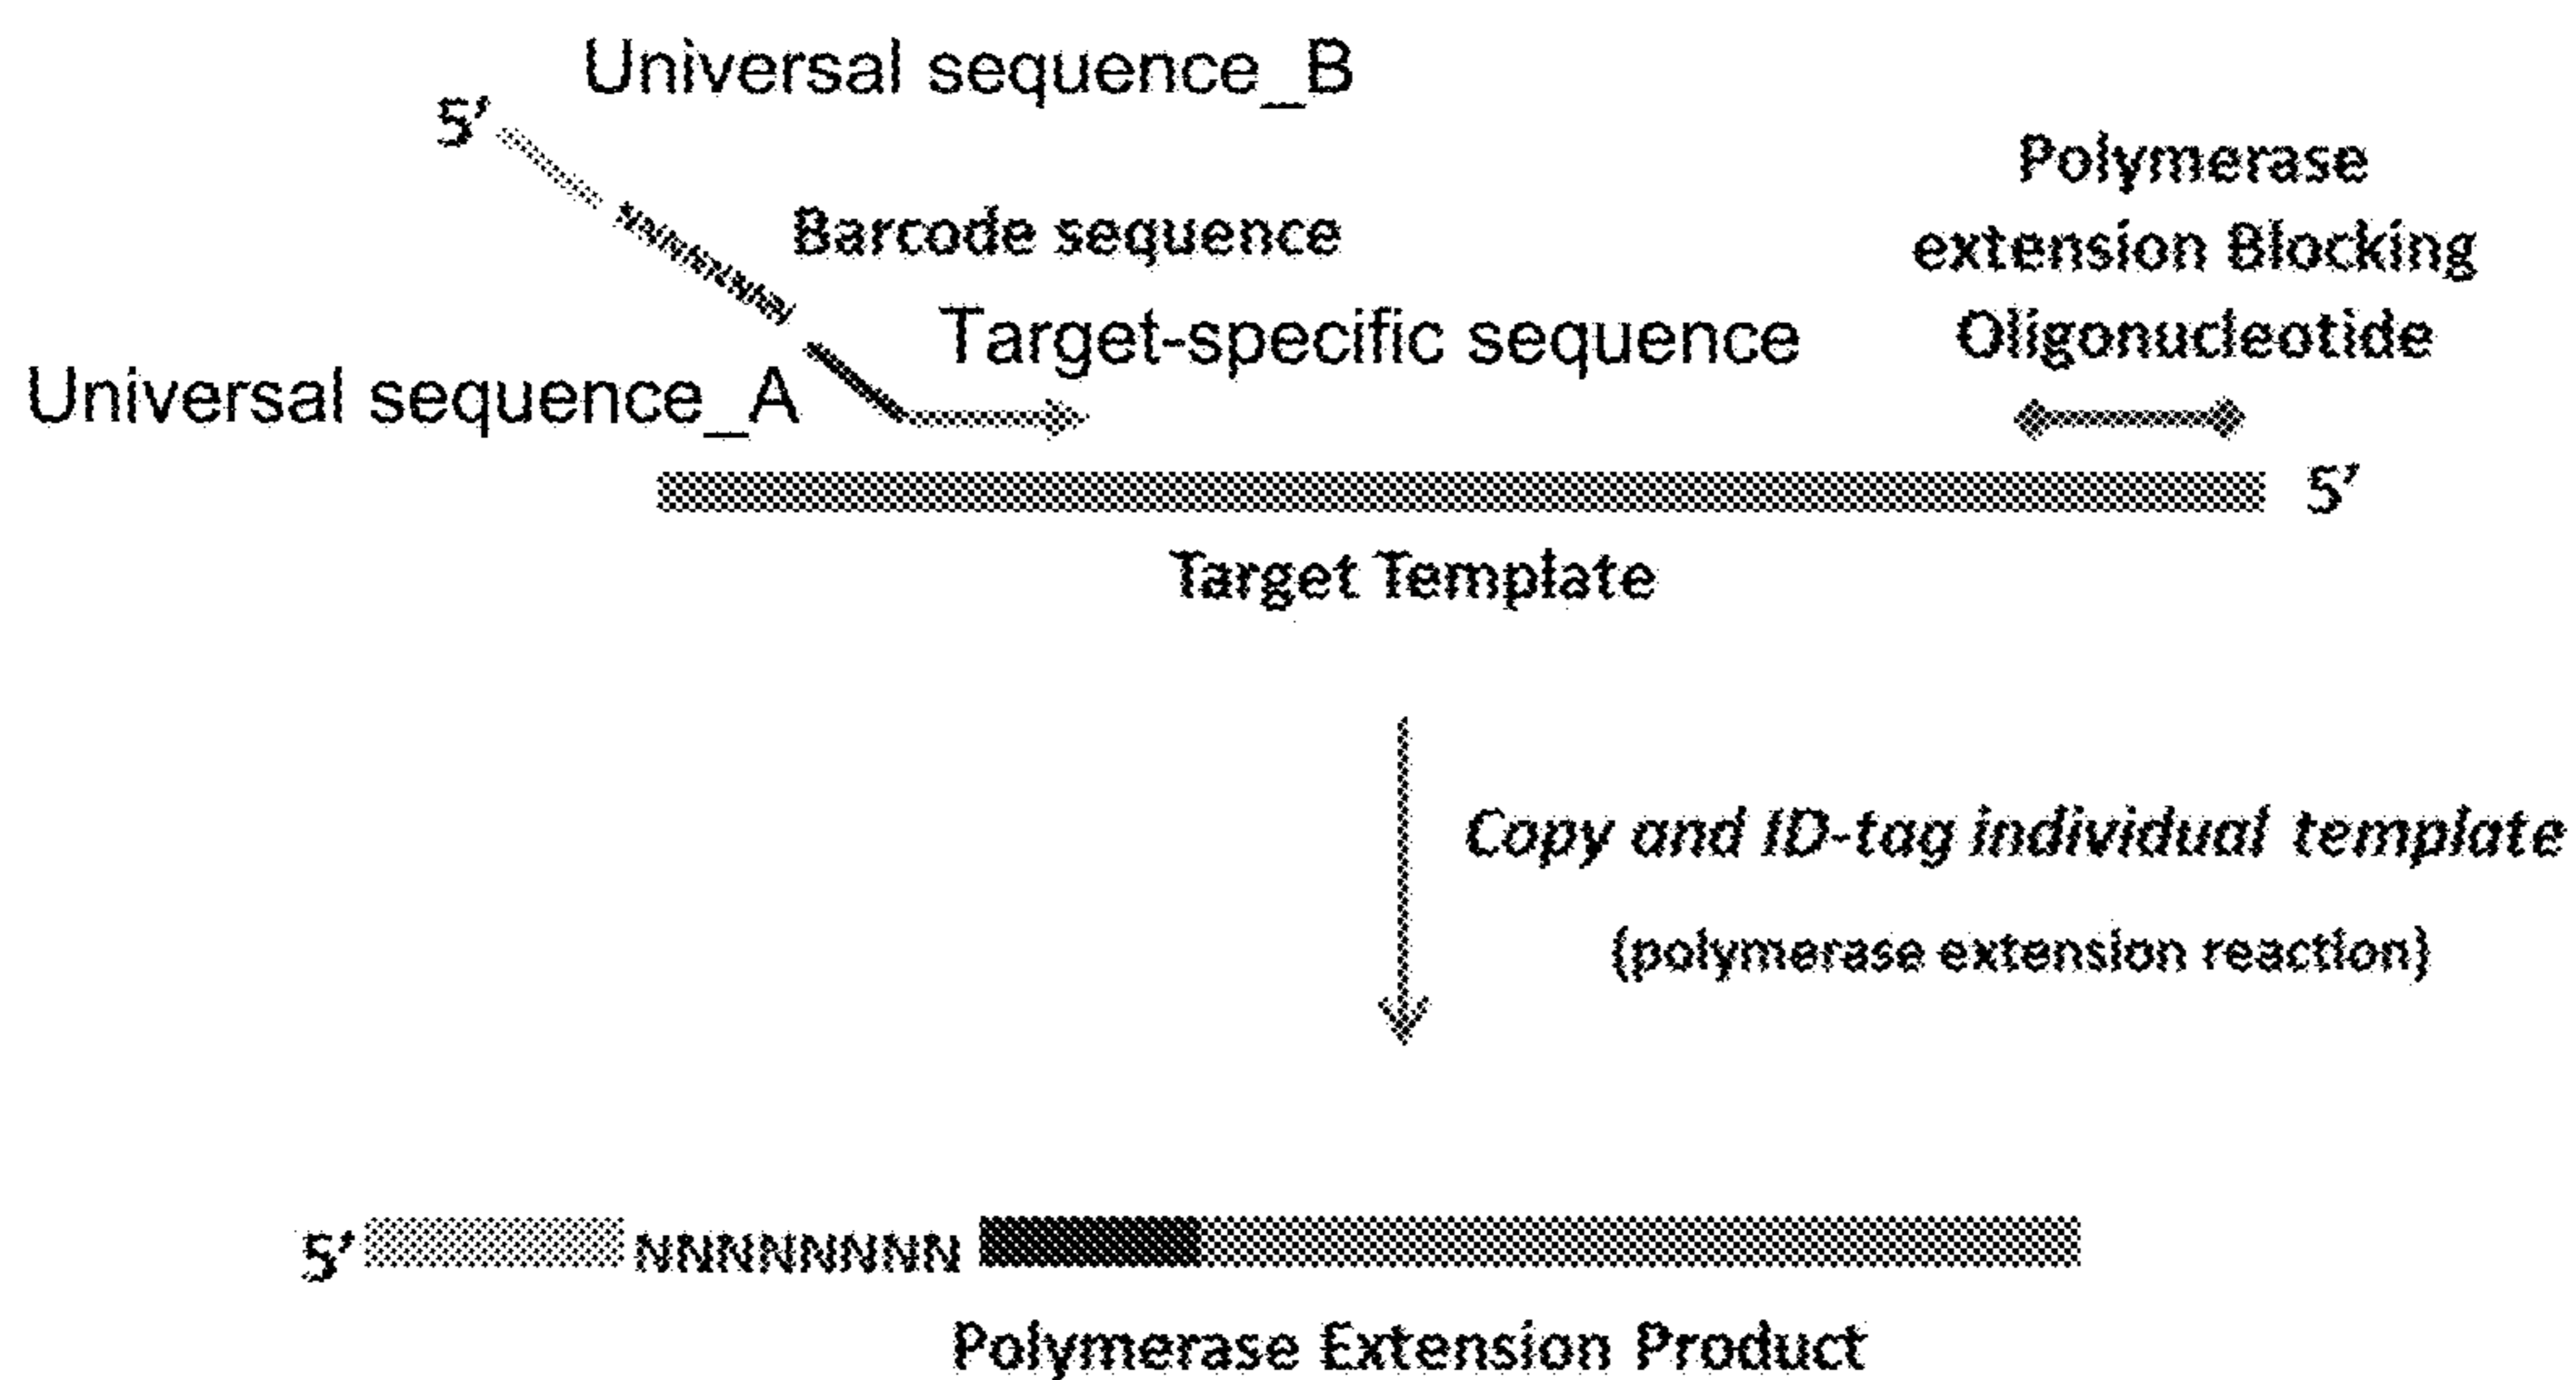 Universal sequence_B
5'
Polymerase
extension Blocking
Oligonucleotide
Barcode sequence
Target-specific sequence
Universal sequence_A
5'
Target Template
Copy and ID-tag individual template
(polymerase extension reaction)
5' NNNNNNNN
Polymerase Extension Product